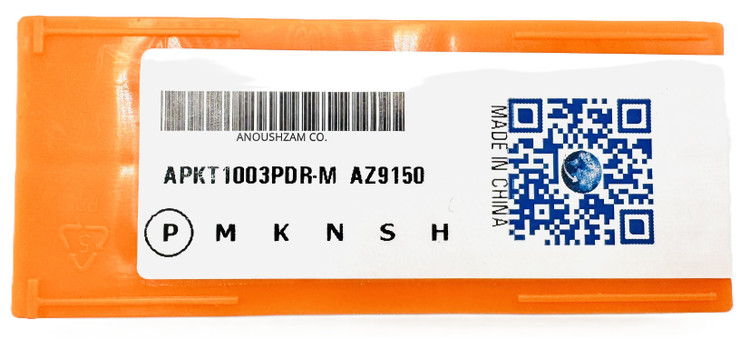 ANOUSHZAM CO.
APKT1003PDR-M AZ9150
P M K N S H
MADE IN CHINA